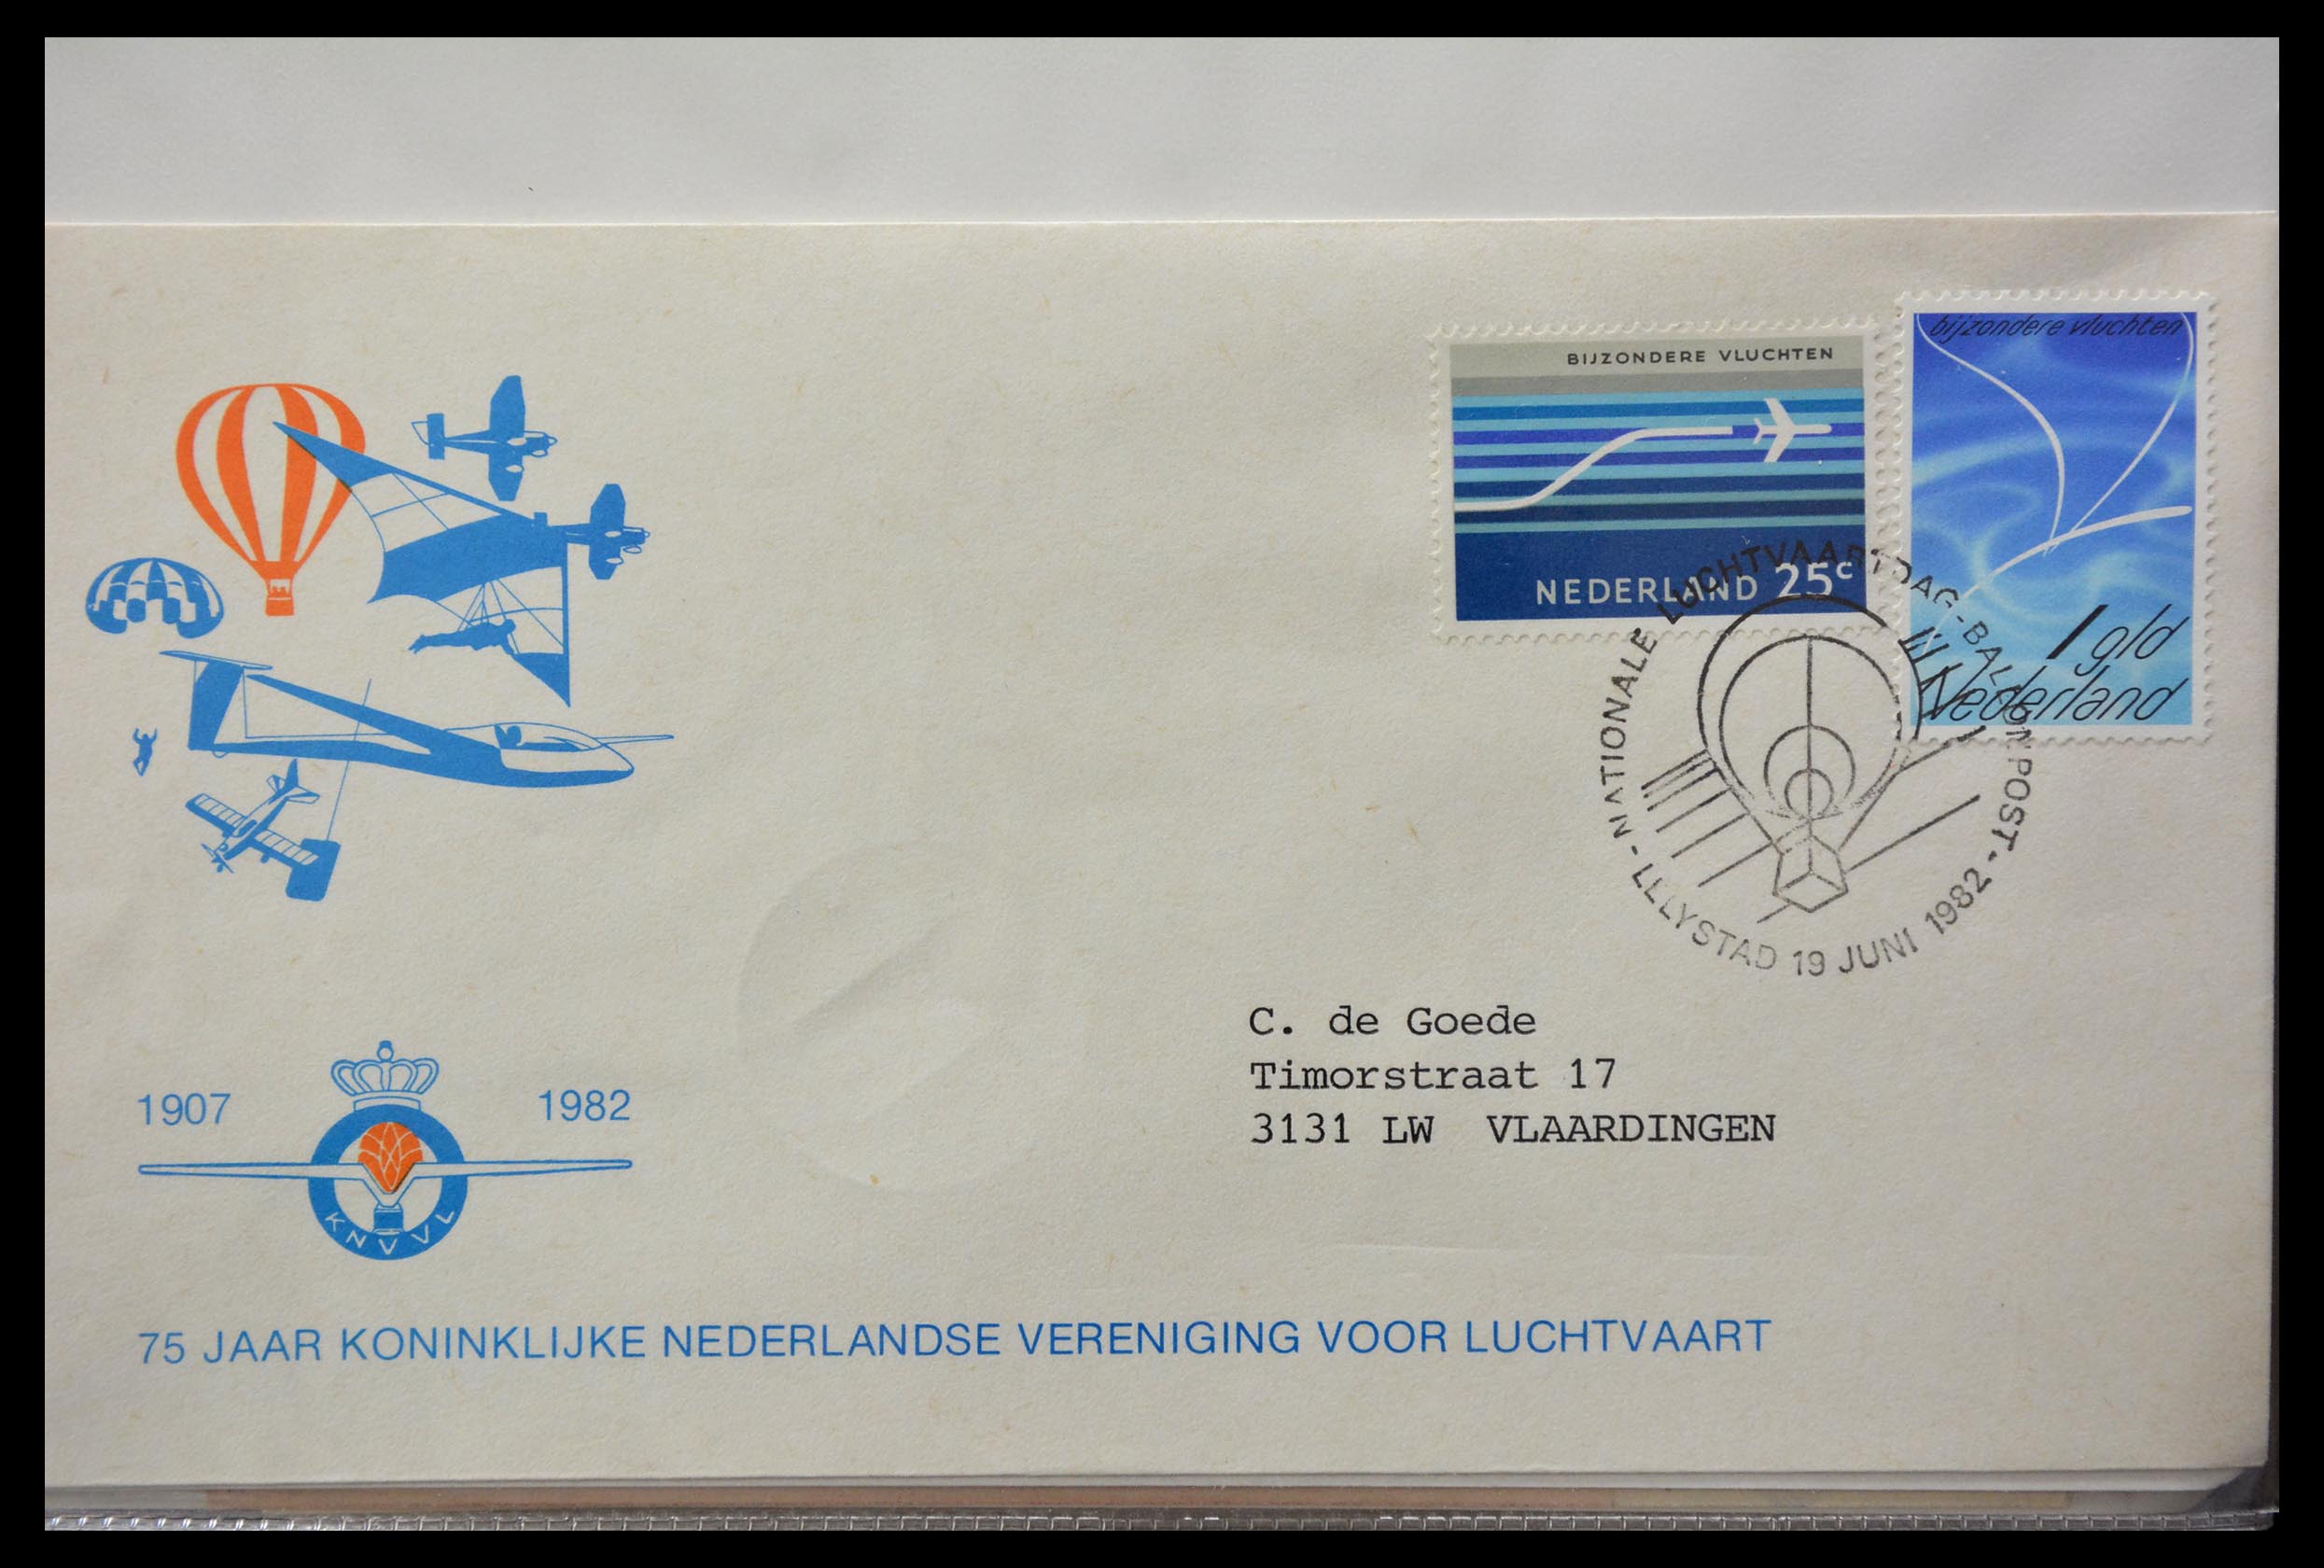 BIJZONDERE VLUCHTEN
NEDERLAND 25c
bijzondere vluchten
1 gld
Nederland
NATIONALE LUCHTVAARTDAG-BALLONPOST-LELYSTAD 19 JUNI 1982-
C. de Goede
Timorstraat 17
3131 LW VLAARDINGEN
1907 1982
KNVVL
75 JAAR KONINKLIJKE NEDERLANDSE VERENIGING VOOR LUCHTVAART